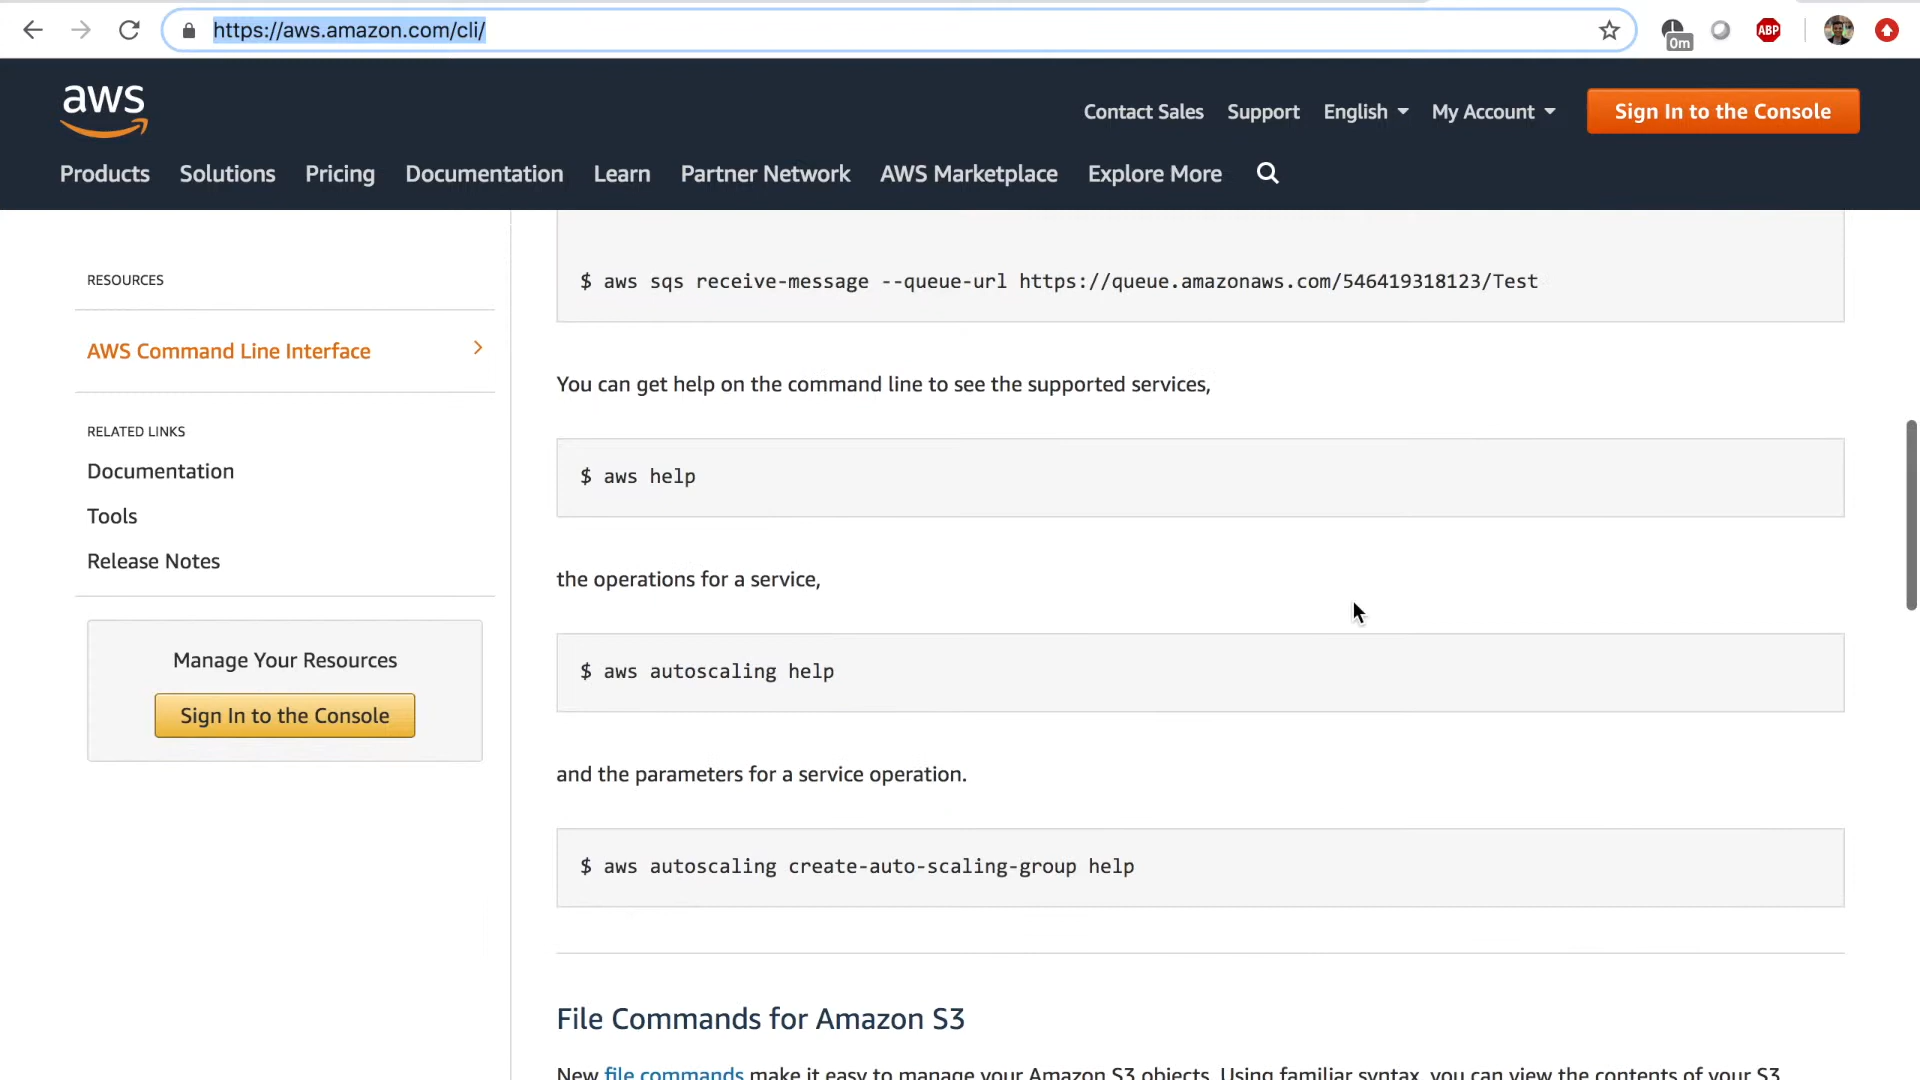 https://aws.amazon.com/cli/
0m
ABP
aws
Contact Sales
Support
English
My Account
Sign In to the Console
Products
Solutions
Pricing
Documentation
Learn
Partner Network
AWS Marketplace
Explore More
RESOURCES
AWS Command Line Interface
RELATED LINKS
Documentation
Tools
Release Notes
Manage Your Resources
Sign In to the Console
$ aws sqs receive-message --queue-url https://queue.amazonaws.com/546419318123/Test
You can get help on the command line to see the supported services,
$ aws help
the operations for a service,
$ aws autoscaling help
and the parameters for a service operation.
$ aws autoscaling create-auto-scaling-group help
File Commands for Amazon S3
New file commands make it easy to manage your Amazon S3 objects. Using familiar syntax, you can view the contents of your S3